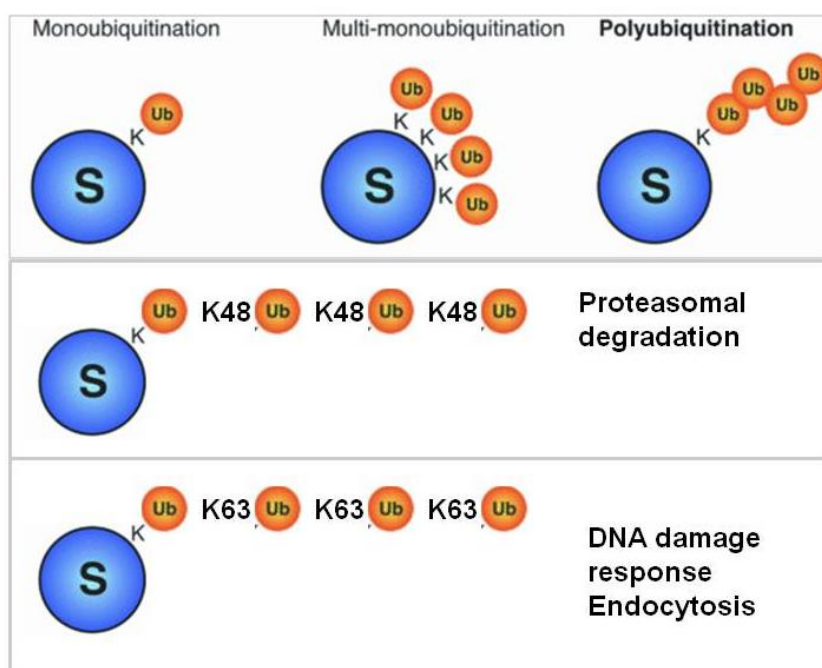 Monoubiquitination
Multi-monoubiquitination
Polyubiquitination
Ub
K
S
Ub
Ub
Ub
Ub
K
K
K
K
S
Ub
Ub
Ub
Ub
K
S
Ub K48 Ub K48 Ub K48 Ub
K
S
Proteasomal
degradation
Ub K63 Ub K63 Ub K63 Ub
K
S
DNA damage
response
Endocytosis